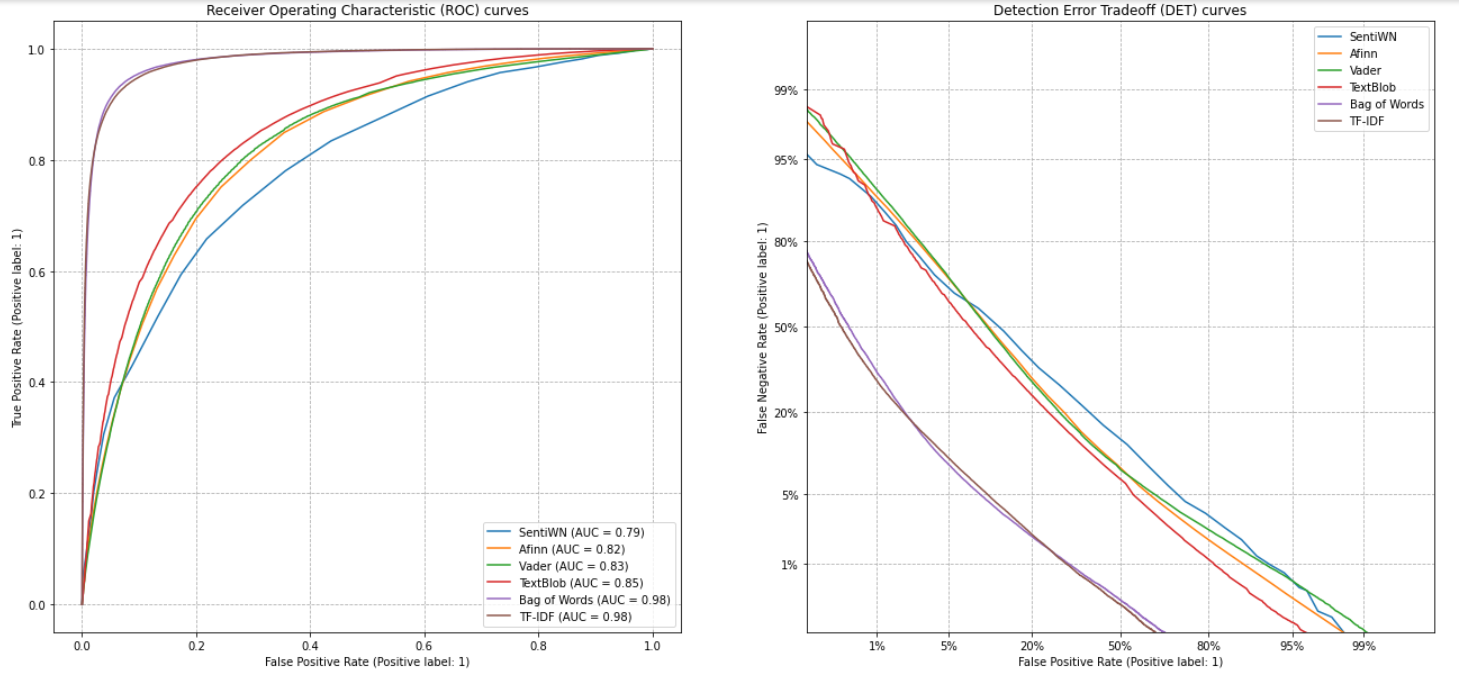 Receiver Operating Characteristic (ROC) curves
True Positive Rate (Positive label: 1)
1.0
0.8
0.6
0.4
0.2
0.0
0.0 0.2 0.4 0.6 0.8 1.0
False Positive Rate (Positive label: 1)
SentiWN (AUC = 0.79)
Afinn (AUC = 0.82)
Vader (AUC = 0.83)
TextBlob (AUC = 0.85)
Bag of Words (AUC = 0.98)
TF-IDF (AUC = 0.98)
Detection Error Tradeoff (DET) curves
False Negative Rate (Positive label: 1)
99%
95%
80%
50%
20%
5%
1%
1% 5% 20% 50% 80% 95% 99%
False Positive Rate (Positive label: 1)
SentiWN
Afinn
Vader
TextBlob
Bag of Words
TF-IDF